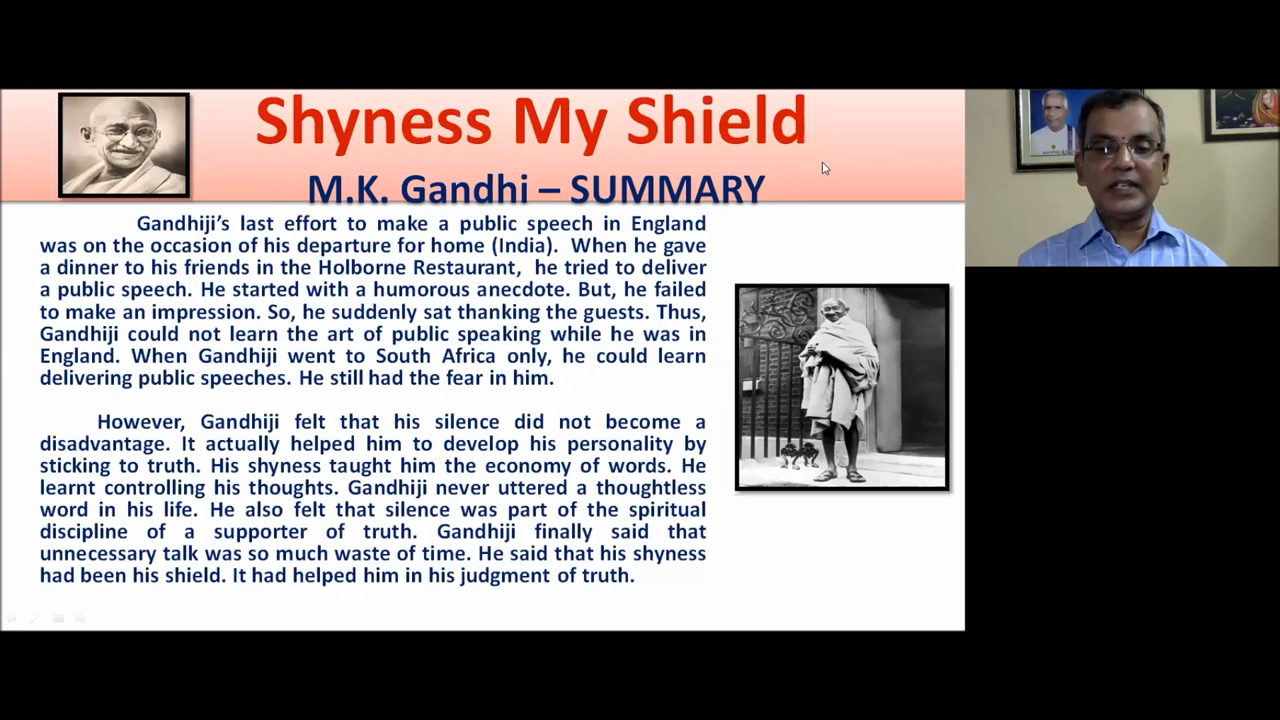 Shyness My Shield
M.K. Gandhi – SUMMARY
Gandhiji's last effort to make a public speech in England
was on the occasion of his departure for home (India). When he gave
a dinner to his friends in the Holborne Restaurant, he tried to deliver
a public speech. He started with a humorous anecdote. But, he failed
to make an impression. So, he suddenly sat thanking the guests. Thus,
Gandhiji could not learn the art of public speaking while he was in
England. When Gandhiji went to South Africa only, he could learn
delivering public speeches. He still had the fear in him.
However, Gandhiji felt that his silence did not become a
disadvantage. It actually helped him to develop his personality by
sticking to truth. His shyness taught him the economy of words. He
learnt controlling his thoughts. Gandhiji never uttered a thoughtless
word in his life. He also felt that silence was part of the spiritual
discipline of a supporter of truth. Gandhiji finally said that
unnecessary talk was so much waste of time. He said that his shyness
had been his shield. It had helped him in his judgment of truth.